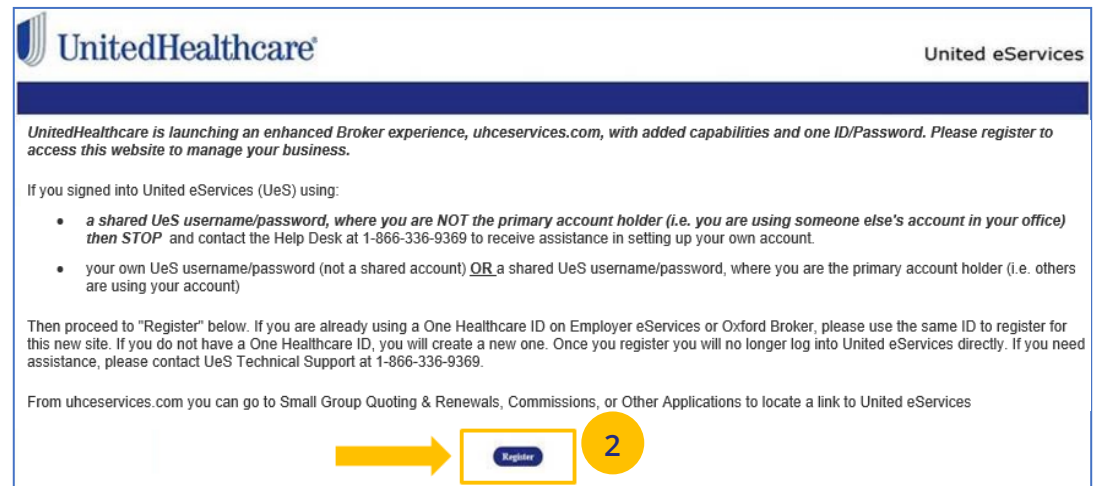 UnitedHealthcare®
United eServices
UnitedHealthcare is launching an enhanced Broker experience, uhceservices.com, with added capabilities and one ID/Password. Please register to
access this website to manage your business.
If you signed into United eServices (UeS) using:
• a shared UeS username/password, where you are NOT the primary account holder (i.e. you are using someone else's account in your office)
then STOP and contact the Help Desk at 1-866-336-9369 to receive assistance in setting up your own account.
• your own UeS username/password (not a shared account) OR a shared UeS username/password, where you are the primary account holder (i.e. others
are using your account)
Then proceed to "Register" below. If you are already using a One Healthcare ID on Employer eServices or Oxford Broker, please use the same ID to register for
this new site. If you do not have a One Healthcare ID, you will create a new one. Once you register you will no longer log into United eServices directly. If you need
assistance, please contact UeS Technical Support at 1-866-336-9369.
From uhceservices.com you can go to Small Group Quoting & Renewals, Commissions, or Other Applications to locate a link to United eServices
Register
2